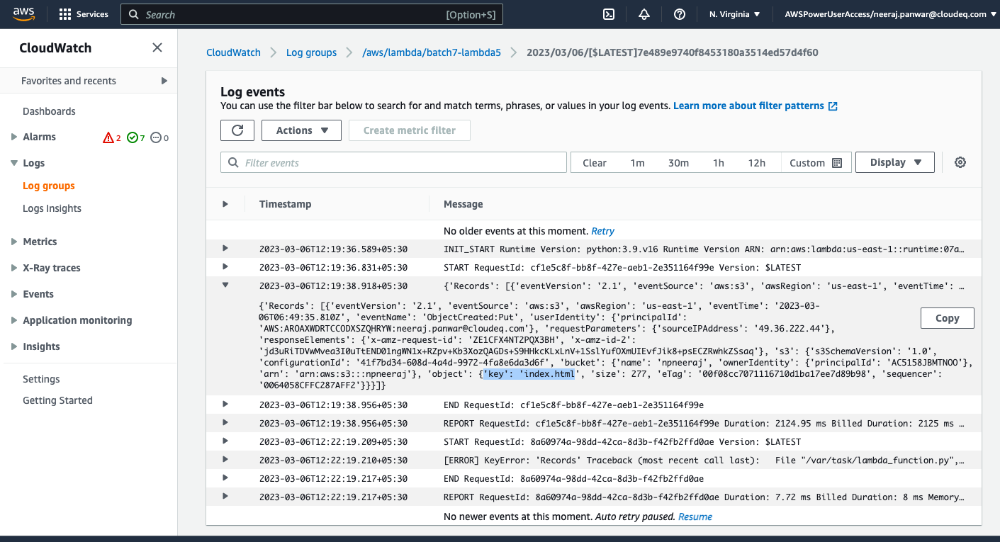 aws
Services
Search
[Option+S]
N. Virginia
AWSPowerUserAccess/neeraj.panwar@cloudeq.com
CloudWatch
Favorites and recents
Dashboards
Alarms
2
7
0
Logs
Log groups
Logs Insights
Metrics
X-Ray traces
Events
Application monitoring
Insights
Settings
Getting Started
CloudWatch
Log groups
/aws/lambda/batch7-lambda5
2023/03/06/[$LATEST]7e489e9740f8453180a3514ed57d4f60
Log events
You can use the filter bar below to search for and match terms, phrases, or values in your log events. Learn more about filter patterns
Actions
Create metric filter
Filter events
Clear 1m 30m 1h 12h Custom
Display
Timestamp Message
No older events at this moment. Retry
2023-03-06T12:19:36.589+05:30 INIT_START Runtime Version: python:3.9.v16 Runtime Version ARN: arn:aws:lambda:us-east-1::runtime:07a…
2023-03-06T12:19:36.831+05:30 START RequestId: cf1e5c8f-bb8f-427e-aeb1-2e351164f99e Version: $LATEST
2023-03-06T12:19:38.918+05:30 {'Records': [{'eventVersion': '2.1', 'eventSource': 'aws:s3', 'awsRegion': 'us-east-1', 'eventTime': …
{'Records': [{'eventVersion': '2.1', 'eventSource': 'aws:s3', 'awsRegion': 'us-east-1', 'eventTime': '2023-03-
06T06:49:35.810Z', 'eventName': 'ObjectCreated:Put', 'userIdentity': {'principalId':
'AWS:AROAXWDRTCCODXSZQHRYW:neeraj.panwar@cloudeq.com'}, 'requestParameters': {'sourceIPAddress': '49.36.222.44'},
'responseElements': {'x-amz-request-id': 'ZE1CFX4NT2PQX3BH', 'x-amz-id-2':
'jd3uRiTDVwMvea3I0uTtEND01ngWN1x+RZpv+Kb3XozQAGDs+S9HHkcKLxLnV+1SslYufOXmUIEvfJik8+psECZRwhkZSsaq'}, 's3': {'s3SchemaVersion': '1.0',
'configurationId': '41f7bd34-608d-4a4d-9972-4fa8e6da3d6f', 'bucket': {'name': 'npneeraj', 'ownerIdentity': {'principalId': 'AC5158JBMTNOO'},
'arn': 'arn:aws:s3:::npneeraj'}, 'object': {'key': 'index.html', 'size': 277, 'eTag': '00f08cc7071116710d1ba17ee7d89b98', 'sequencer':
'0064058CFFC287AFF2'}}}]}
Copy
2023-03-06T12:19:38.956+05:30 END RequestId: cf1e5c8f-bb8f-427e-aeb1-2e351164f99e
2023-03-06T12:19:38.956+05:30 REPORT RequestId: cf1e5c8f-bb8f-427e-aeb1-2e351164f99e Duration: 2124.95 ms Billed Duration: 2125 ms …
2023-03-06T12:22:19.209+05:30 START RequestId: 8a60974a-98dd-42ca-8d3b-f42fb2ffd0ae Version: $LATEST
2023-03-06T12:22:19.210+05:30 [ERROR] KeyError: 'Records' Traceback (most recent call last): File "/var/task/lambda_function.py",…
2023-03-06T12:22:19.217+05:30 END RequestId: 8a60974a-98dd-42ca-8d3b-f42fb2ffd0ae
2023-03-06T12:22:19.217+05:30 REPORT RequestId: 8a60974a-98dd-42ca-8d3b-f42fb2ffd0ae Duration: 7.72 ms Billed Duration: 8 ms Memory…
No newer events at this moment. Auto retry paused. Resume